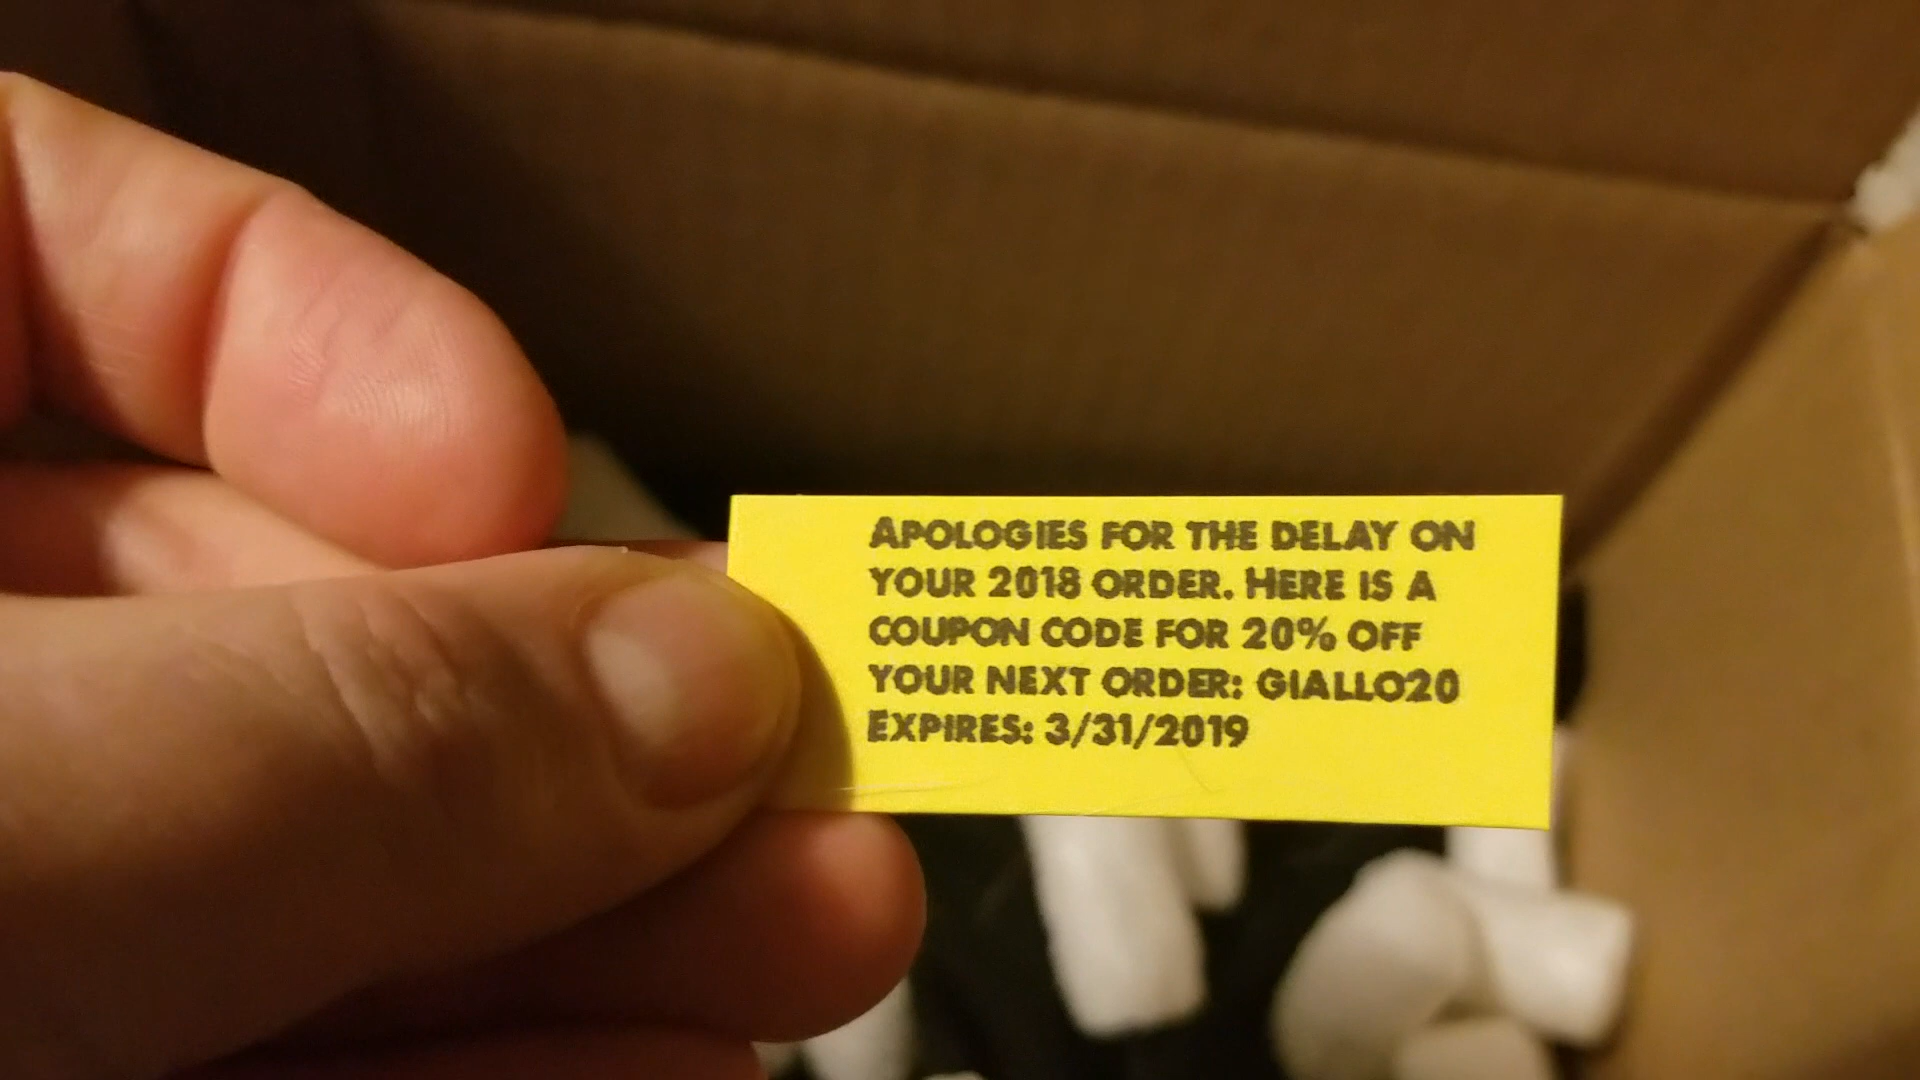 Apologies for the delay on
your 2018 order. Here is a
coupon code for 20% off
your next order: GIALLO20
Expires: 3/31/2019